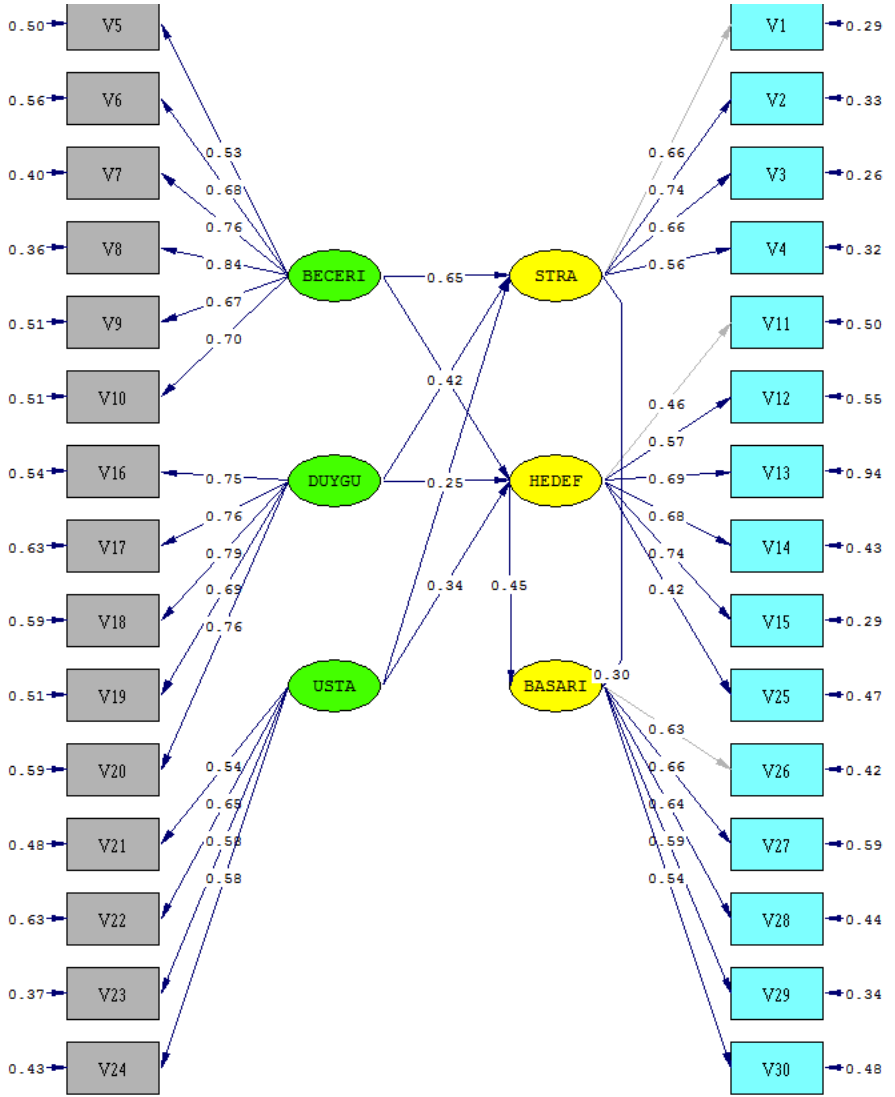 0.50 V5
0.56 V6
0.40 V7
0.36 V8
0.51 V9
0.51 V10
0.54 V16
0.63 V17
0.59 V18
0.51 V19
0.59 V20
0.48 V21
0.63 V22
0.37 V23
0.43 V24
0.53
0.68
0.76
0.84
0.67
0.70
0.75
0.76
0.79
0.69
0.76
0.54
0.65
0.58
0.58
BECERI
DUYGU
USTA
0.65
0.42
0.25
0.34
0.45
0.30
STRA
HEDEF
BASARI
0.66
0.74
0.66
0.56
0.46
0.57
0.69
0.68
0.74
0.42
0.63
0.66
0.64
0.59
0.54
V1 0.29
V2 0.33
V3 0.26
V4 0.32
V11 0.50
V12 0.55
V13 0.94
V14 0.43
V15 0.29
V25 0.47
V26 0.42
V27 0.59
V28 0.44
V29 0.34
V30 0.48